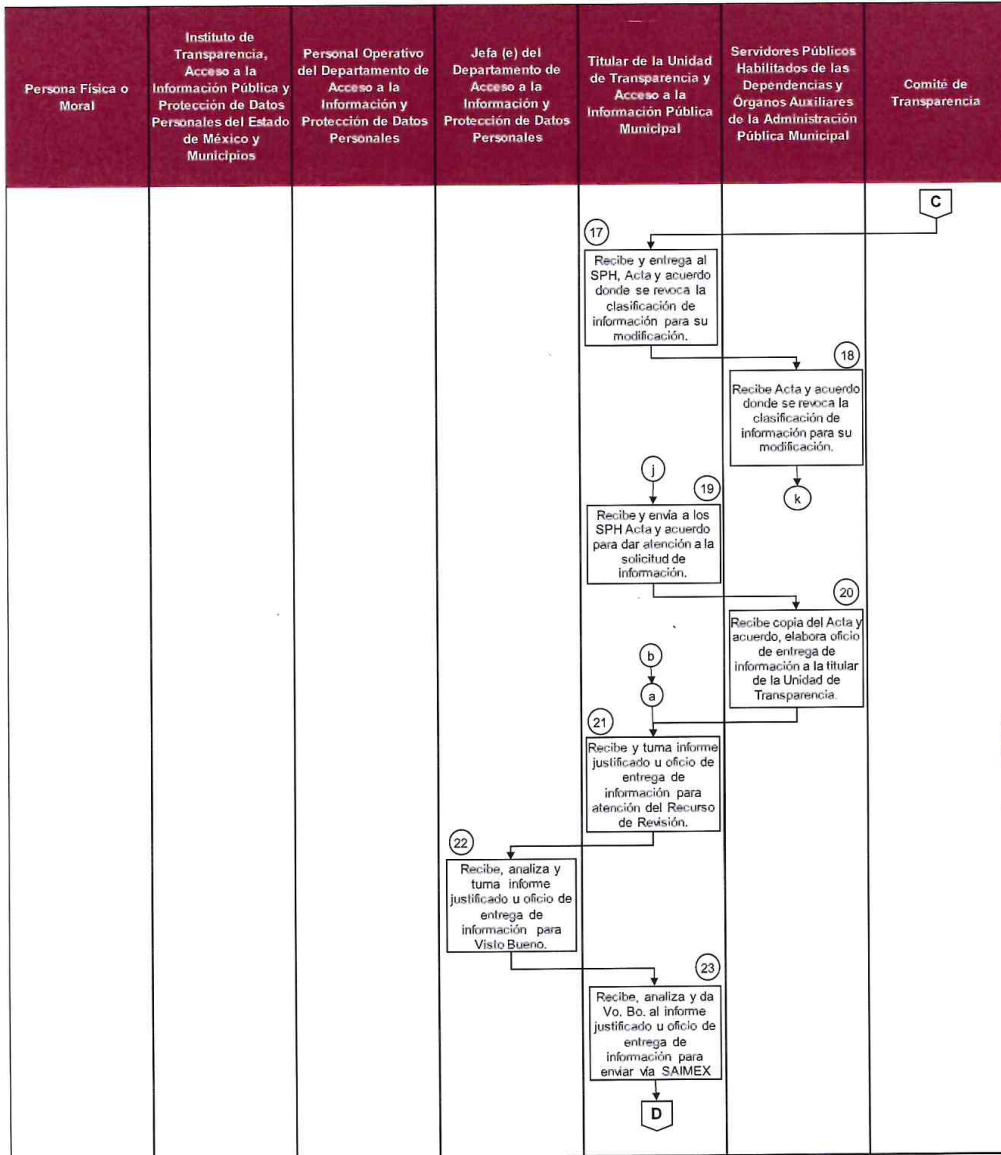 Persona Física o
Moral
Instituto de
Transparencia,
Acceso a la
Información Pública y
Protección de Datos
Personales del Estado
de México y
Municipios
Personal Operativo
del Departamento de
Acceso a la
Información y
Protección de Datos
Personales
Jefa (e) del
Departamento de
Acceso a la
Información y
Protección de Datos
Personales
Titular de la Unidad
de Transparencia y
Acceso a la
Información Pública
Municipal
Servidores Públicos
Habilitados de las
Dependencias y
Órganos Auxiliares
de la Administración
Pública Municipal
Comité de
Transparencia
C
17
Recibe y entrega al
SPH, Acta y acuerdo
donde se revoca la
clasificación de
información para su
modificación.
18
Recibe Acta y acuerdo
donde se revoca la
clasificación de
información para su
modificación.
k
j
19
Recibe y envía a los
SPH Acta y acuerdo
para dar atención a la
solicitud de
información.
20
Recibe copia del Acta y
acuerdo, elabora oficio
de entrega de
información a la titular
de la Unidad de
Transparencia.
b
a
21
Recibe y turna informe
justificado u oficio de
entrega de
información para
atención del Recurso
de Revisión.
22
Recibe, analiza y
turna informe
justificado u oficio de
entrega de
información para
Visto Bueno.
23
Recibe, analiza y da
Vo. Bo. al informe
justificado u oficio de
entrega de
información para
enviar vía SAIMEX
D